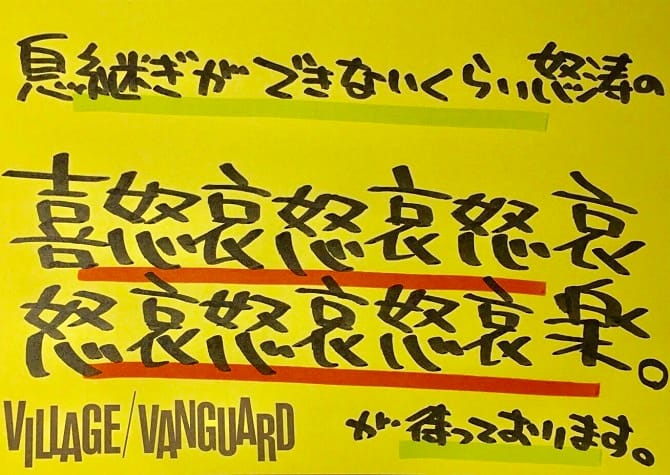 息継ぎができないくらい怒涛の
喜怒哀怒哀怒哀
怒哀怒哀怒哀楽。
VILLAGE/VANGUARD
が待っております。